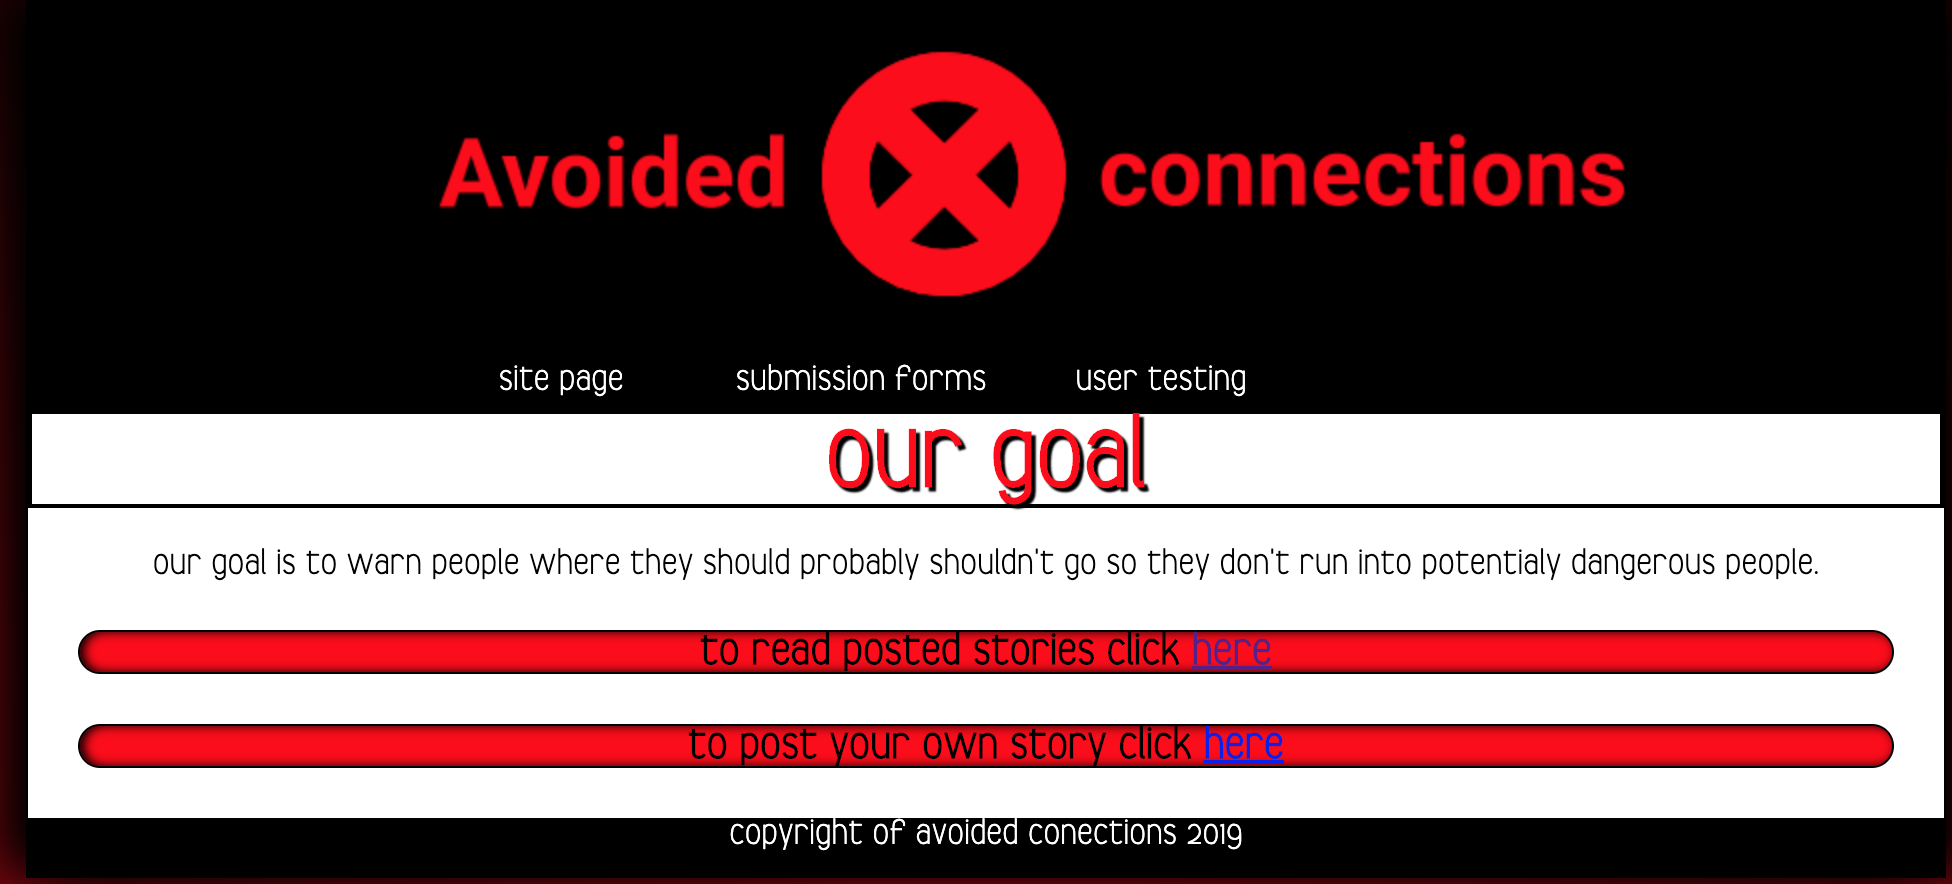 Avoided connections
site page submission forms user testing
our goal
our goal is to warn people where they should probably shouldn't go so they don't run into potentialy dangerous people.
to read posted stories click here
to post your own story click here
copyright of avoided conections 2019